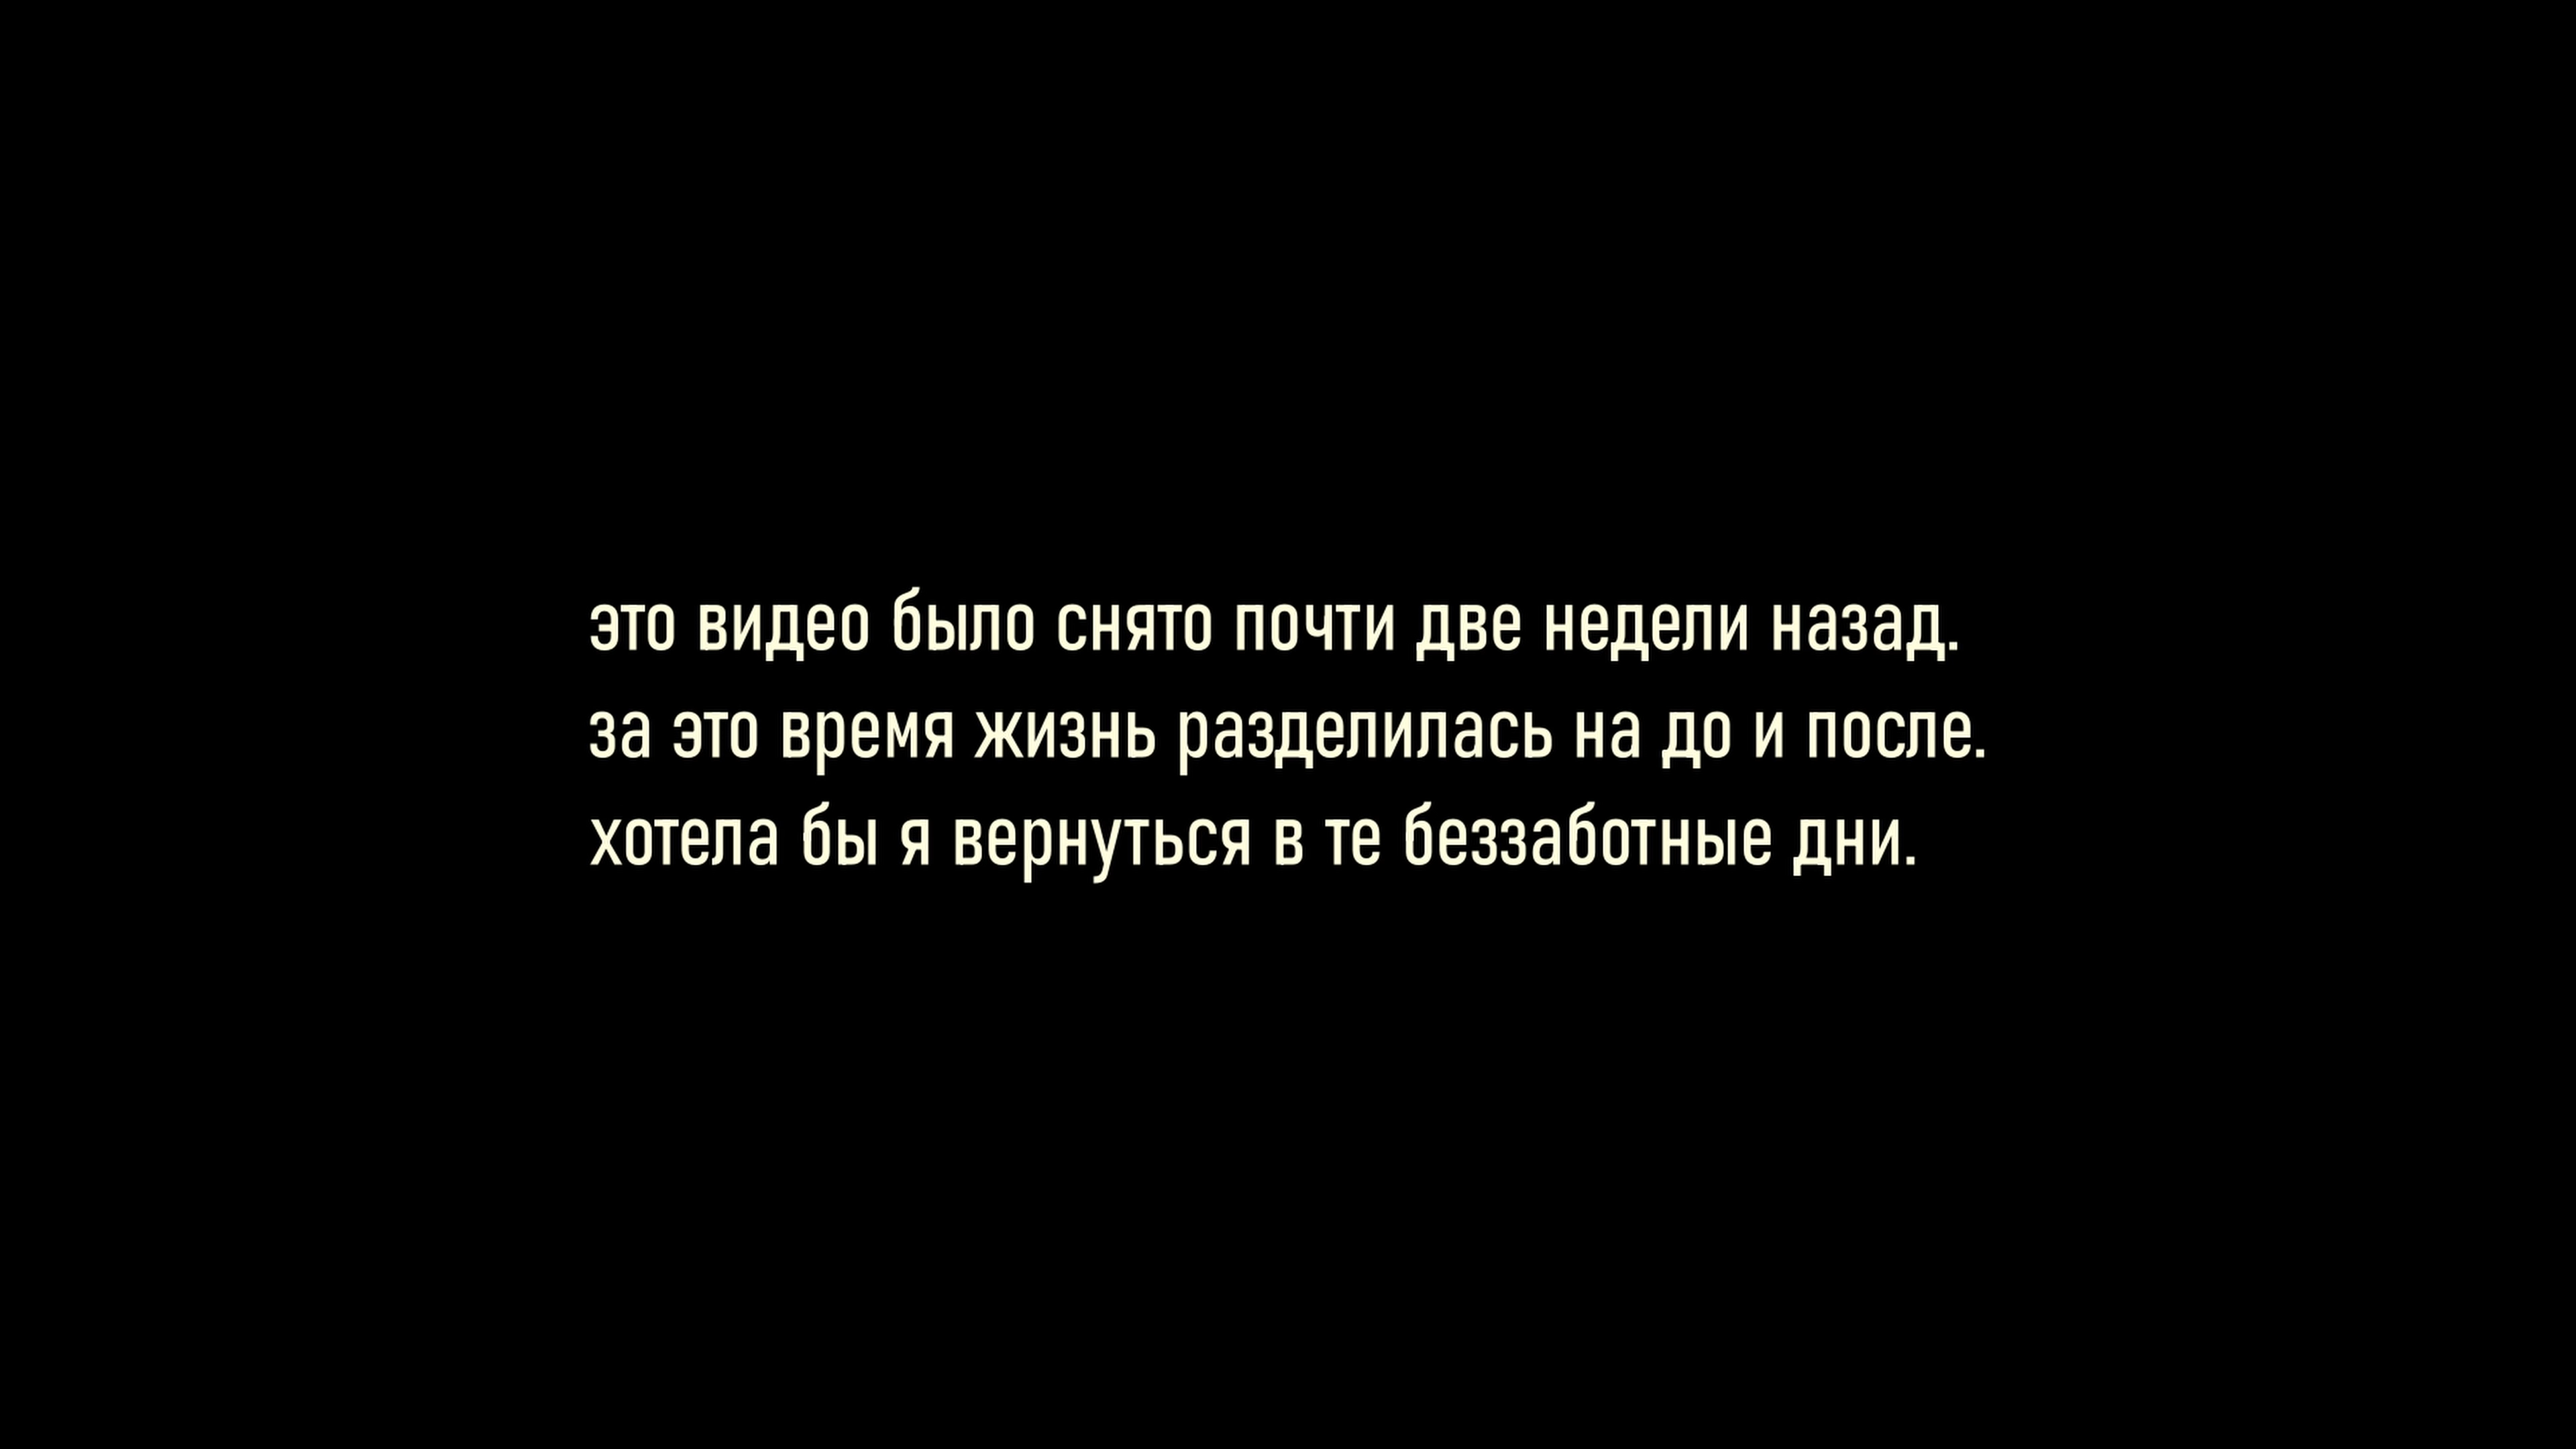 это видео было снято почти две недели назад.
за это время жизнь разделилась на до и после.
хотела бы я вернуться в те беззаботные дни.